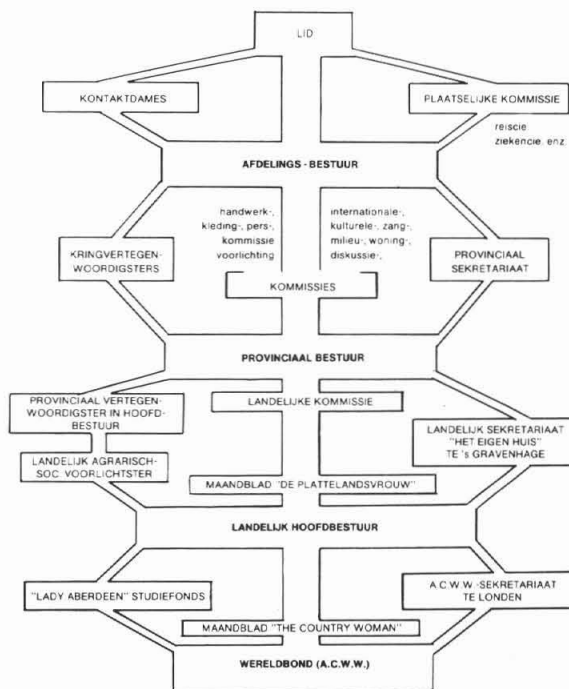 LID
KONTAKTDAMES
PLAATSELIJKE KOMMISSIE
reiscie.
ziekencie, enz.
AFDELINGS - BESTUUR
handwerk-,
kleding-, pers-,
kommissie
voorlichting
internationale-,
kulturele-, zang-,
milieu-, woning-,
diskussie-,
KRINGVERTEGEN-
WOORDIGSTERS
KOMMISSIES
PROVINCIAAL
SEKRETARIAAT
PROVINCIAAL BESTUUR
PROVINCIAAL VERTEGEN-
WOORDIGSTER IN HOOFD-
BESTUUR
LANDELIJKE KOMMISSIE
LANDELIJK SEKRETARIAAT
"HET EIGEN HUIS"
TE 's GRAVENHAGE
LANDELIJK AGRARISCH-
SOC. VOORLICHTSTER
MAANDBLAD "DE PLATTELANDSVROUW"
LANDELIJK HOOFDBESTUUR
"LADY ABERDEEN" STUDIEFONDS
A.C.W.W.-SEKRETARIAAT
TE LONDEN
MAANDBLAD "THE COUNTRY WOMAN"
WERELDBOND (A.C.W.W.)